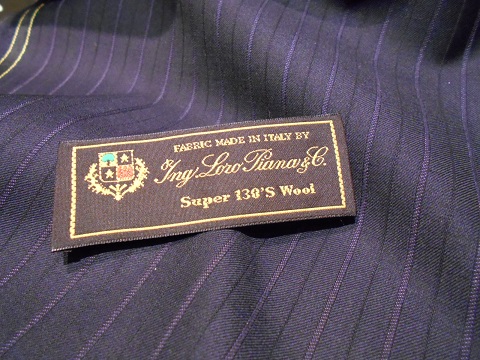 FABRIC MADE IN ITALY BY
Ing. Loro Piana & C.
Super 130'S Wool